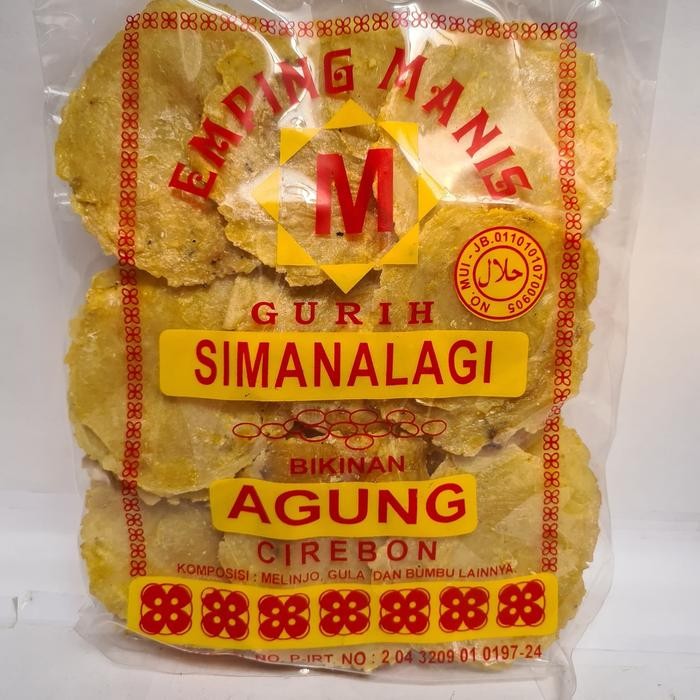 EMPING MANIS
M
NO. MUI - JB.01101010700905
حلال
GURIH
SIMANALAGI
BIKINAN
AGUNG
CIREBON
KOMPOSISI : MELINJO, GULA DAN BUMBU LAINNYA.
NO. P-IRT. NO : 2 04 3209 01 0197-24